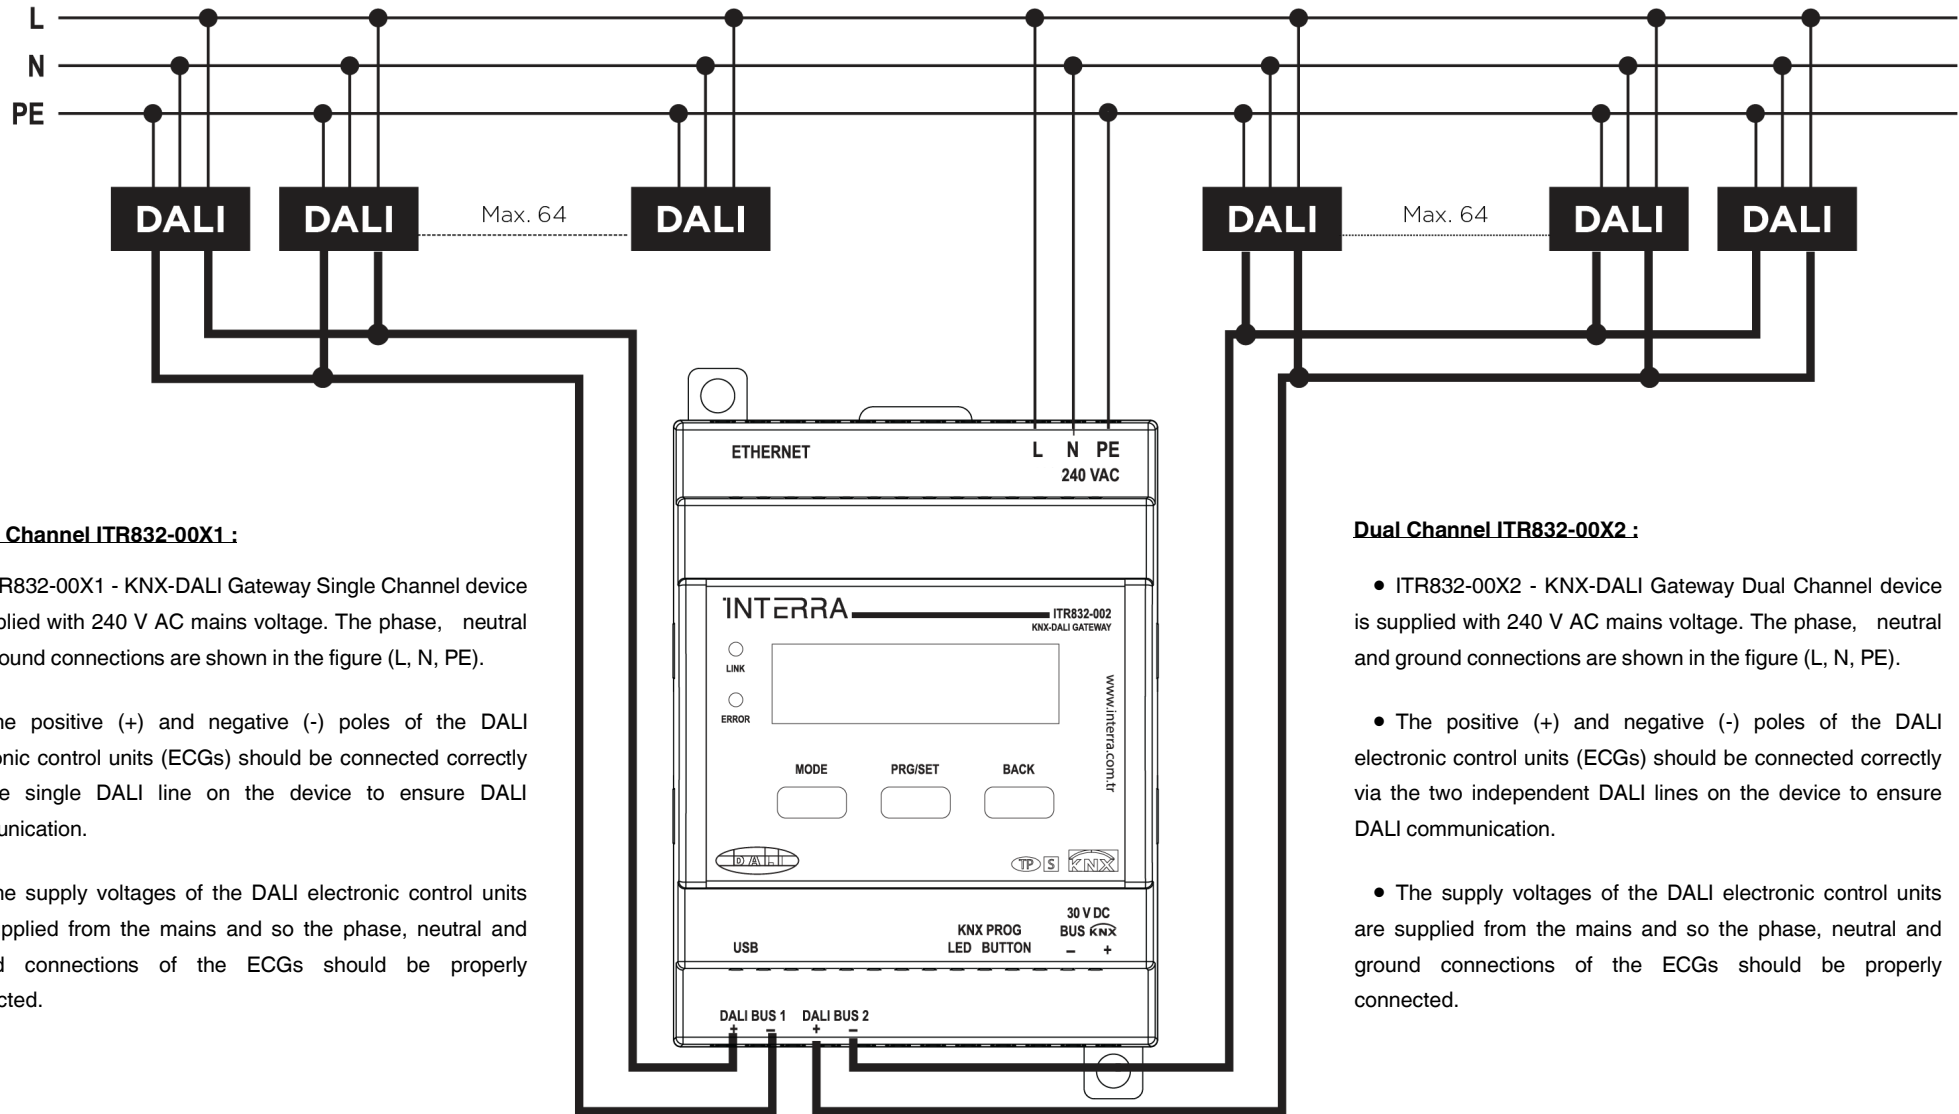 L
N
PE
DALI
DALI
Max. 64
DALI
DALI
Max. 64
DALI
DALI
ETHERNET
L N PE
240 VAC
INTERRA
ITR832-002
KNX-DALI GATEWAY
LINK
ERROR
www.interra.com.tr
MODE PRG/SET BACK
DALI
TP S KNX
30 V DC
KNX PROG BUS KNX
USB LED BUTTON – +
DALI BUS 1 DALI BUS 2
+ – + –
Channel ITR832-00X1 :
R832-00X1 - KNX-DALI Gateway Single Channel device
plied with 240 V AC mains voltage. The phase, neutral
ound connections are shown in the figure (L, N, PE).
he positive (+) and negative (-) poles of the DALI
onic control units (ECGs) should be connected correctly
e single DALI line on the device to ensure DALI
unication.
he supply voltages of the DALI electronic control units
upplied from the mains and so the phase, neutral and
d connections of the ECGs should be properly
cted.
Dual Channel ITR832-00X2 :
● ITR832-00X2 - KNX-DALI Gateway Dual Channel device
is supplied with 240 V AC mains voltage. The phase, neutral
and ground connections are shown in the figure (L, N, PE).
● The positive (+) and negative (-) poles of the DALI
electronic control units (ECGs) should be connected correctly
via the two independent DALI lines on the device to ensure
DALI communication.
● The supply voltages of the DALI electronic control units
are supplied from the mains and so the phase, neutral and
ground connections of the ECGs should be properly
connected.